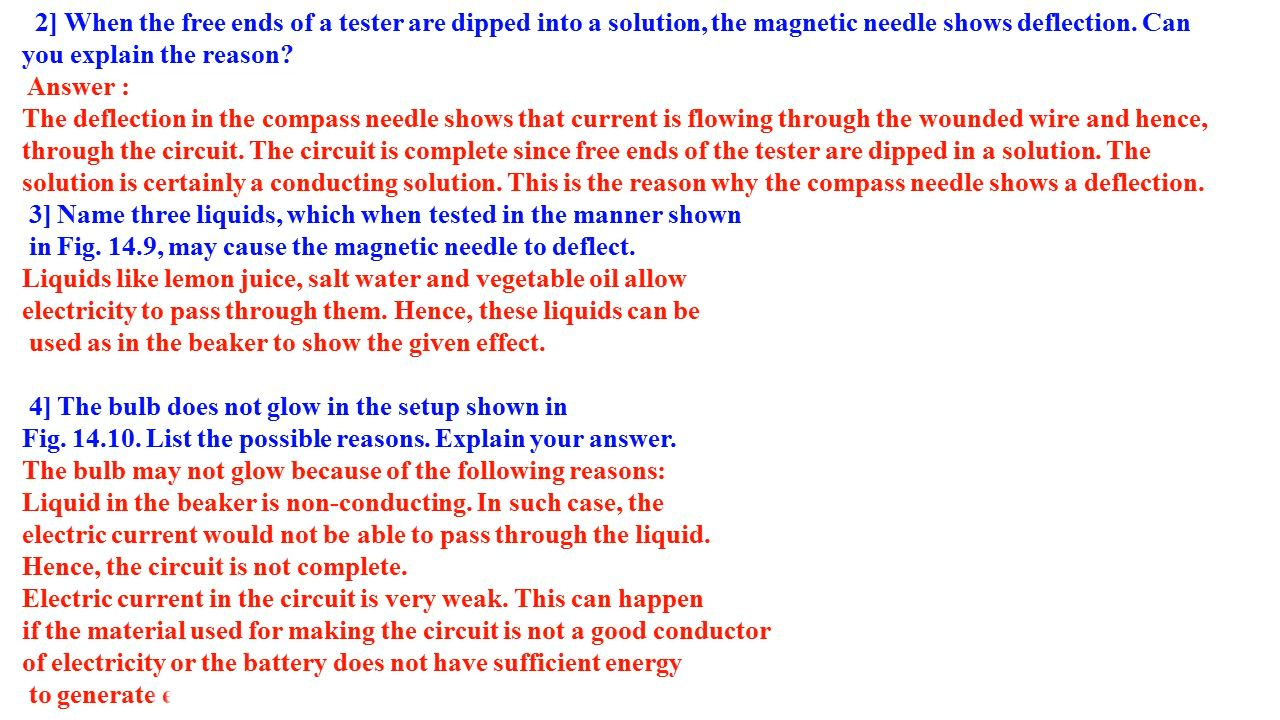 2] When the free ends of a tester are dipped into a solution, the magnetic needle shows deflection. Can
you explain the reason?
Answer :
The deflection in the compass needle shows that current is flowing through the wounded wire and hence,
through the circuit. The circuit is complete since free ends of the tester are dipped in a solution. The
solution is certainly a conducting solution. This is the reason why the compass needle shows a deflection.
3] Name three liquids, which when tested in the manner shown
in Fig. 14.9, may cause the magnetic needle to deflect.
Liquids like lemon juice, salt water and vegetable oil allow
electricity to pass through them. Hence, these liquids can be
used as in the beaker to show the given effect.
4] The bulb does not glow in the setup shown in
Fig. 14.10. List the possible reasons. Explain your answer.
The bulb may not glow because of the following reasons:
Liquid in the beaker is non-conducting. In such case, the
electric current would not be able to pass through the liquid.
Hence, the circuit is not complete.
Electric current in the circuit is very weak. This can happen
if the material used for making the circuit is not a good conductor
of electricity or the battery does not have sufficient energy
to generate